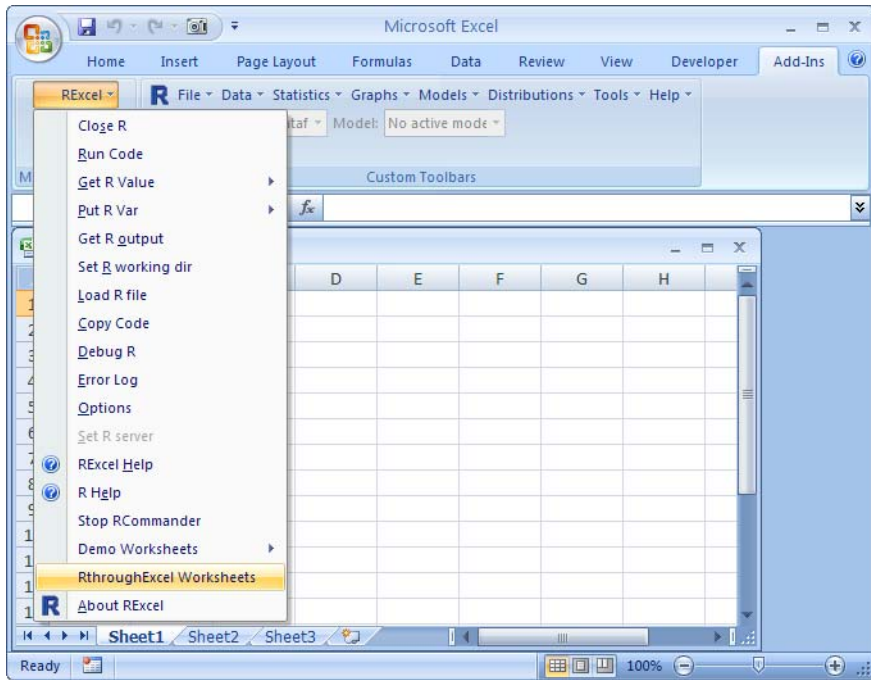 Microsoft Excel
Home Insert Page Layout Formulas Data Review View Developer Add-Ins
RExcel R File Data Statistics Graphs Models Distributions Tools Help
Close R
Model: No active mode
Run Code
Custom Toolbars
Get R Value
Put R Var
fx
Get R output
Set R working dir
D E F G H
Load R file
Copy Code
Debug R
Error Log
Options
Set R server
RExcel Help
R Help
Stop RCommander
Demo Worksheets
RthroughExcel Worksheets
R About RExcel
Sheet1 Sheet2 Sheet3
Ready 100%